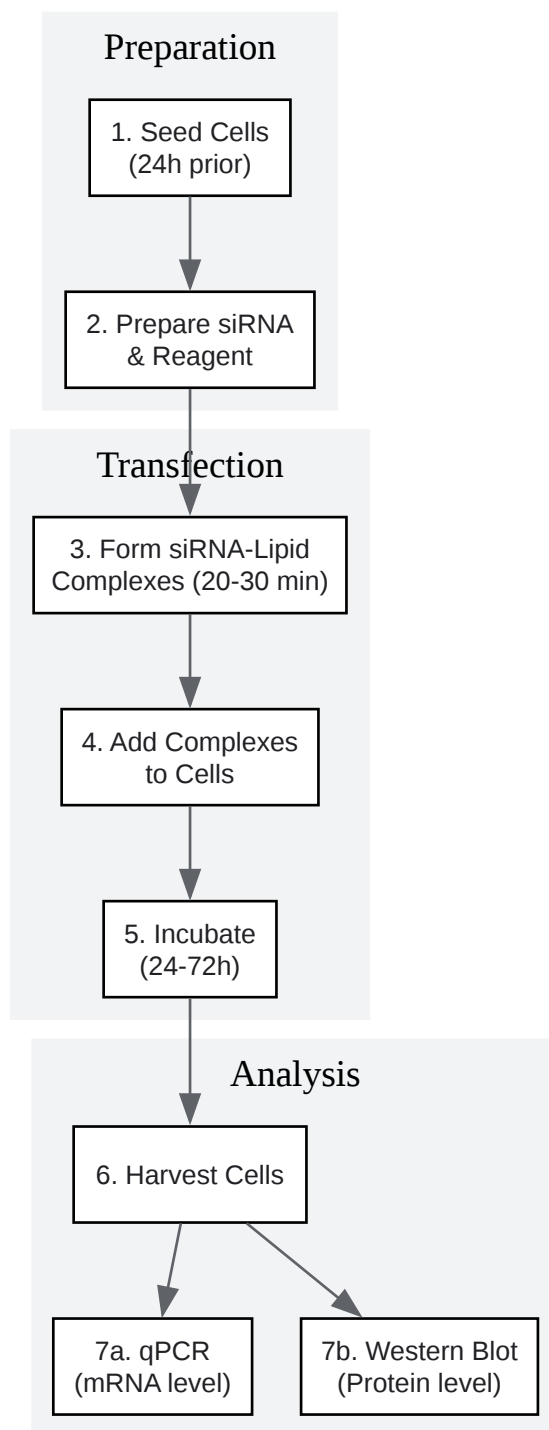 Preparation
1. Seed Cells
(24h prior)
2. Prepare siRNA
& Reagent
Transfection
3. Form siRNA-Lipid
Complexes (20-30 min)
4. Add Complexes
to Cells
5. Incubate
(24-72h)
Analysis
6. Harvest Cells
7a. qPCR
(mRNA level)
7b. Western Blot
(Protein level)